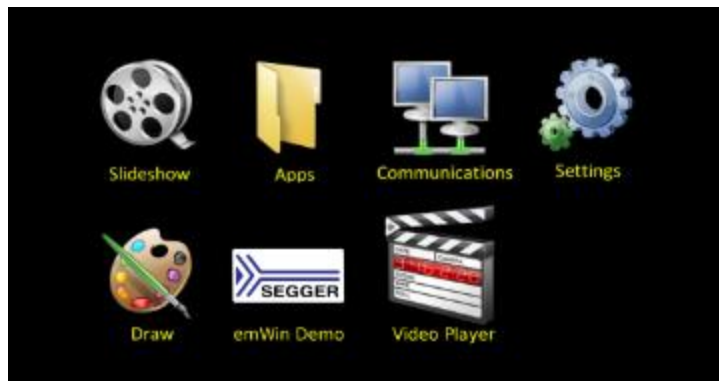 Slideshow
Apps
Communications
Settings
SEGGER
Draw
emWin Demo
Video Player